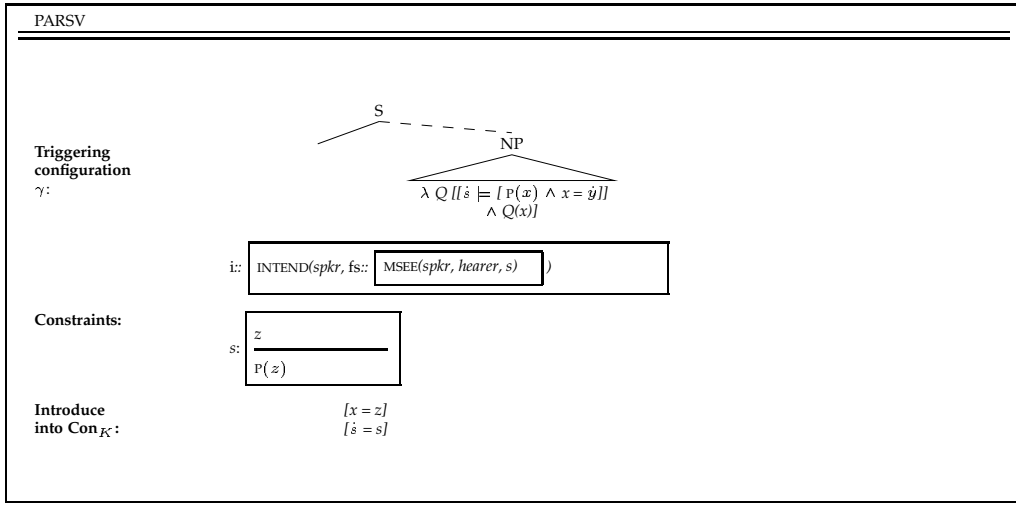 PARSV
S
NP
Triggering
configuration
γ:
λ Q [[ ṡ ⊨ [ P(x) ∧ x = ẏ]]
∧ Q(x)]
i:: INTEND(spkr, fs:: MSEE(spkr, hearer, s) )
Constraints:
z
s:
P(z)
Introduce [x = z]
into Con_K: [ṡ = s]